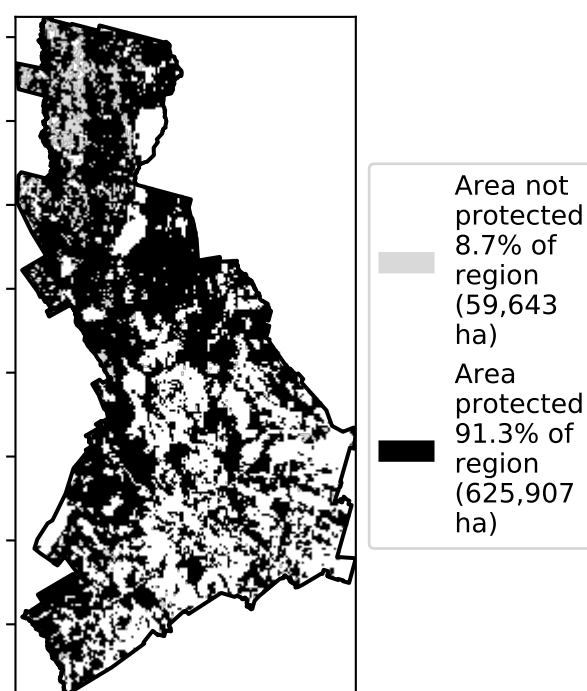 Area not
protected
8.7% of
region
(59,643
ha)
Area
protected
91.3% of
region
(625,907
ha)